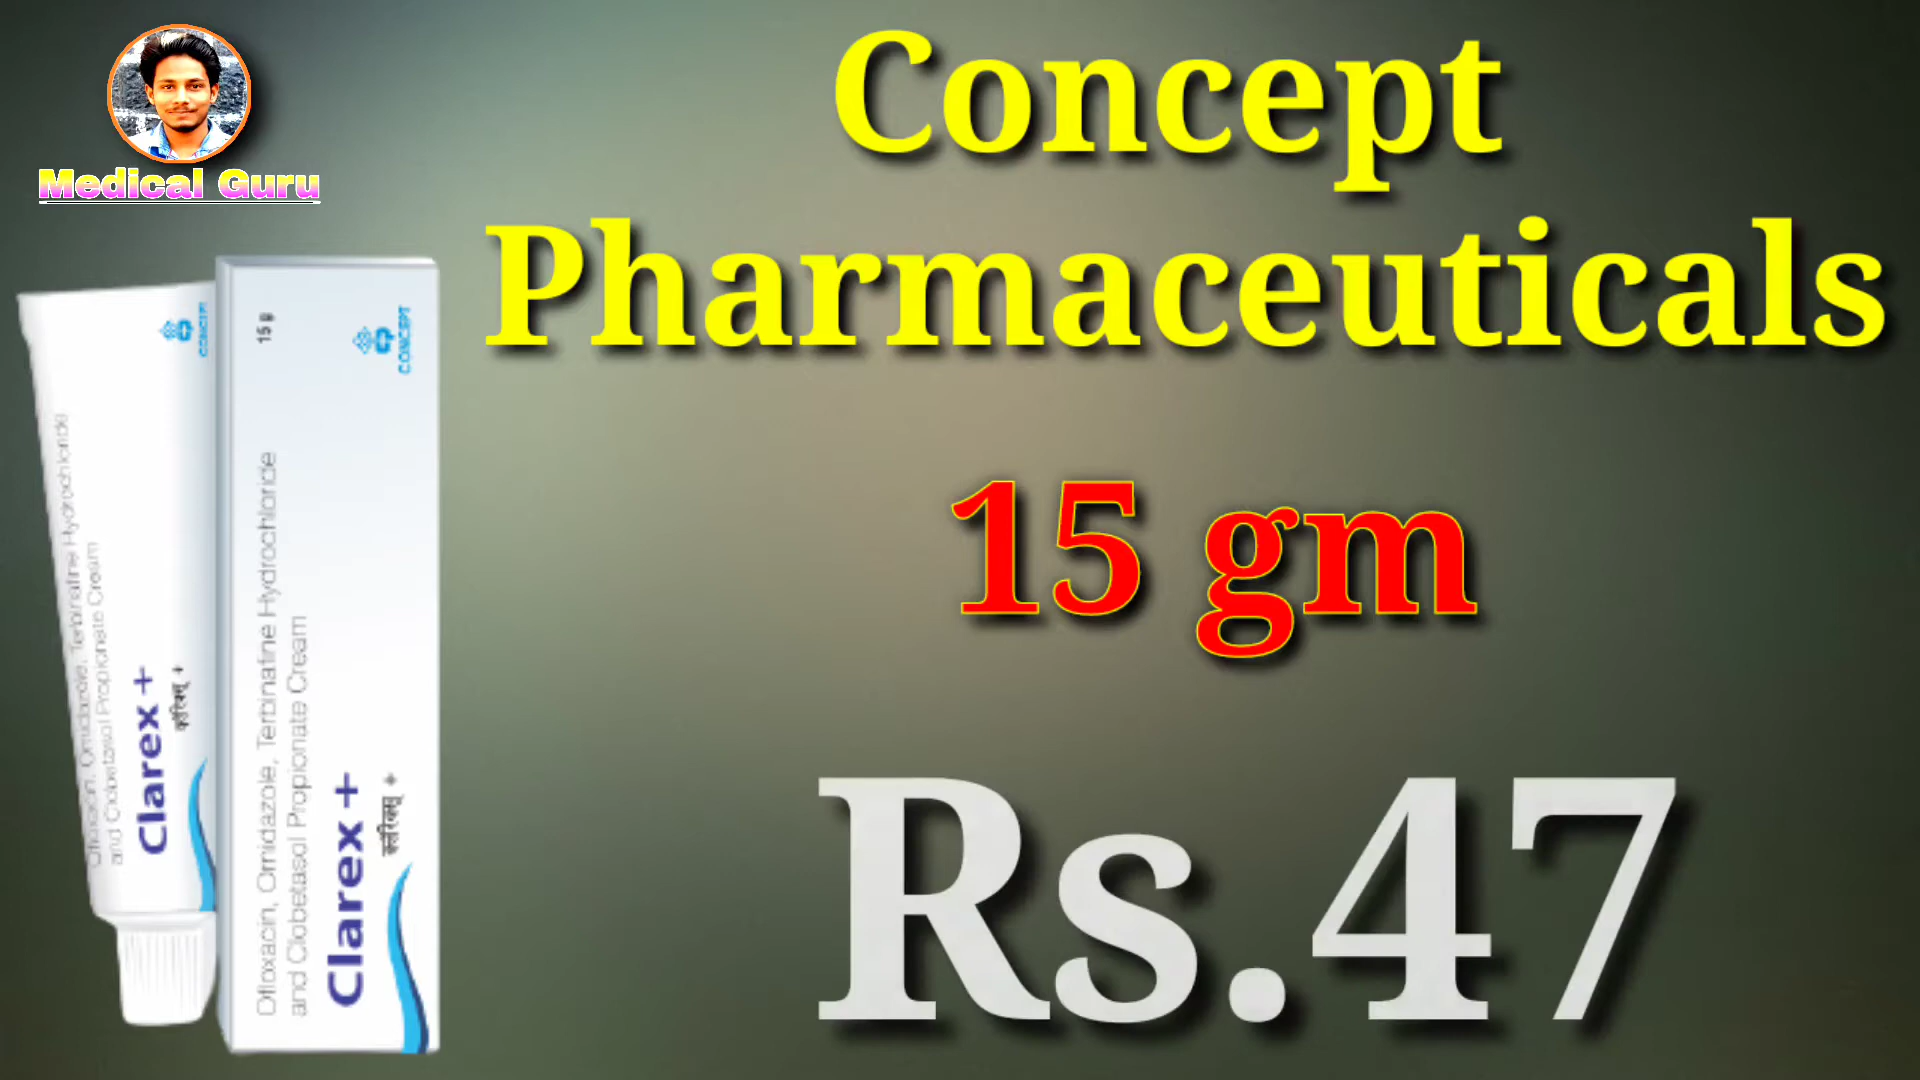 Medical Guru
Concept
Pharmaceuticals
15 gm
Rs.47
CONCEPT
Ofloxacin, Ornidazole, Terbinafine Hydrochloride
and Clobetasol Propionate Cream
Clarex +
क्लॅरिक्स् +
15 g
CONCEPT
Ofloxacin, Ornidazole, Terbinafine Hydrochloride
and Clobetasol Propionate Cream
Clarex +